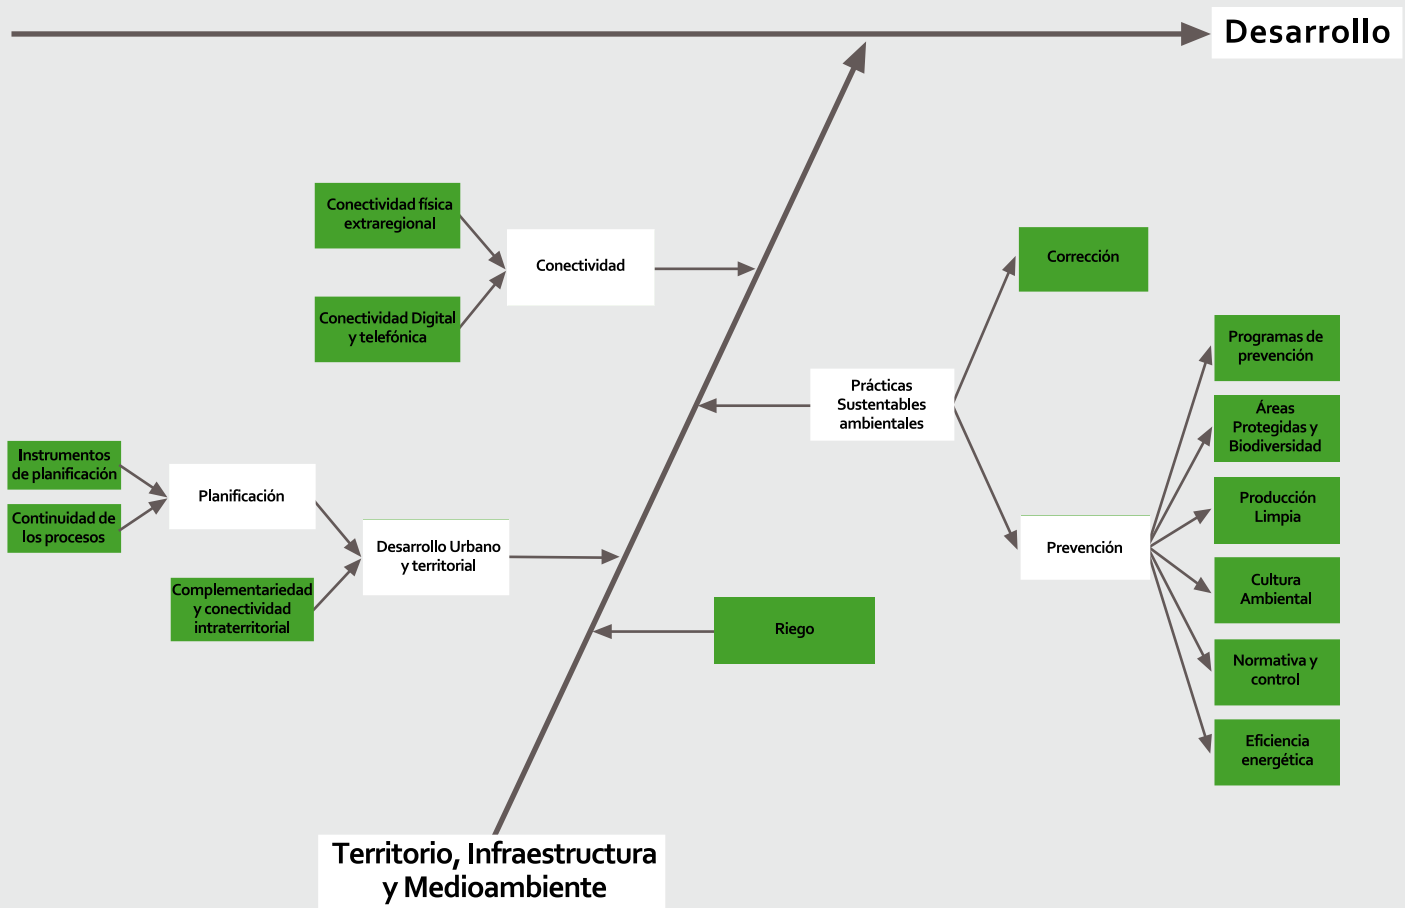 Desarrollo
Conectividad física
extraregional
Conectividad
Conectividad Digital
y telefónica
Corrección
Prácticas
Sustentables
ambientales
Programas de
prevención
Áreas
Protegidas y
Biodiversidad
Producción
Limpia
Prevención
Cultura
Ambiental
Normativa y
control
Eficiencia
energética
Instrumentos
de planificación
Continuidad de
los procesos
Planificación
Desarrollo Urbano
y territorial
Complementariedad
y conectividad
intraterritorial
Riego
Territorio, Infraestructura
y Medioambiente